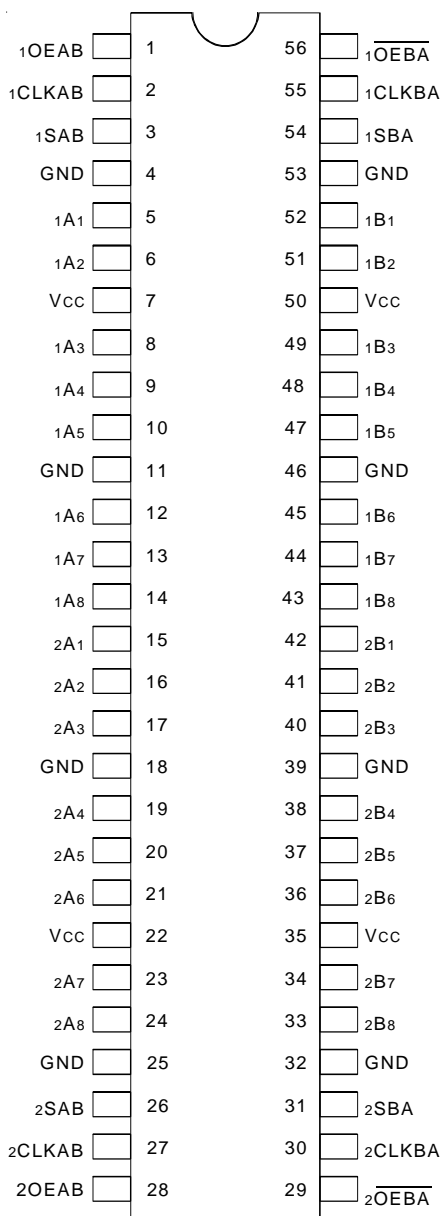 1OEAB 1 56 1OEBA
1CLKAB 2 55 1CLKBA
1SAB 3 54 1SBA
GND 4 53 GND
1A1 5 52 1B1
1A2 6 51 1B2
VCC 7 50 VCC
1A3 8 49 1B3
1A4 9 48 1B4
1A5 10 47 1B5
GND 11 46 GND
1A6 12 45 1B6
1A7 13 44 1B7
1A8 14 43 1B8
2A1 15 42 2B1
2A2 16 41 2B2
2A3 17 40 2B3
GND 18 39 GND
2A4 19 38 2B4
2A5 20 37 2B5
2A6 21 36 2B6
VCC 22 35 VCC
2A7 23 34 2B7
2A8 24 33 2B8
GND 25 32 GND
2SAB 26 31 2SBA
2CLKAB 27 30 2CLKBA
2OEAB 28 29 2OEBA